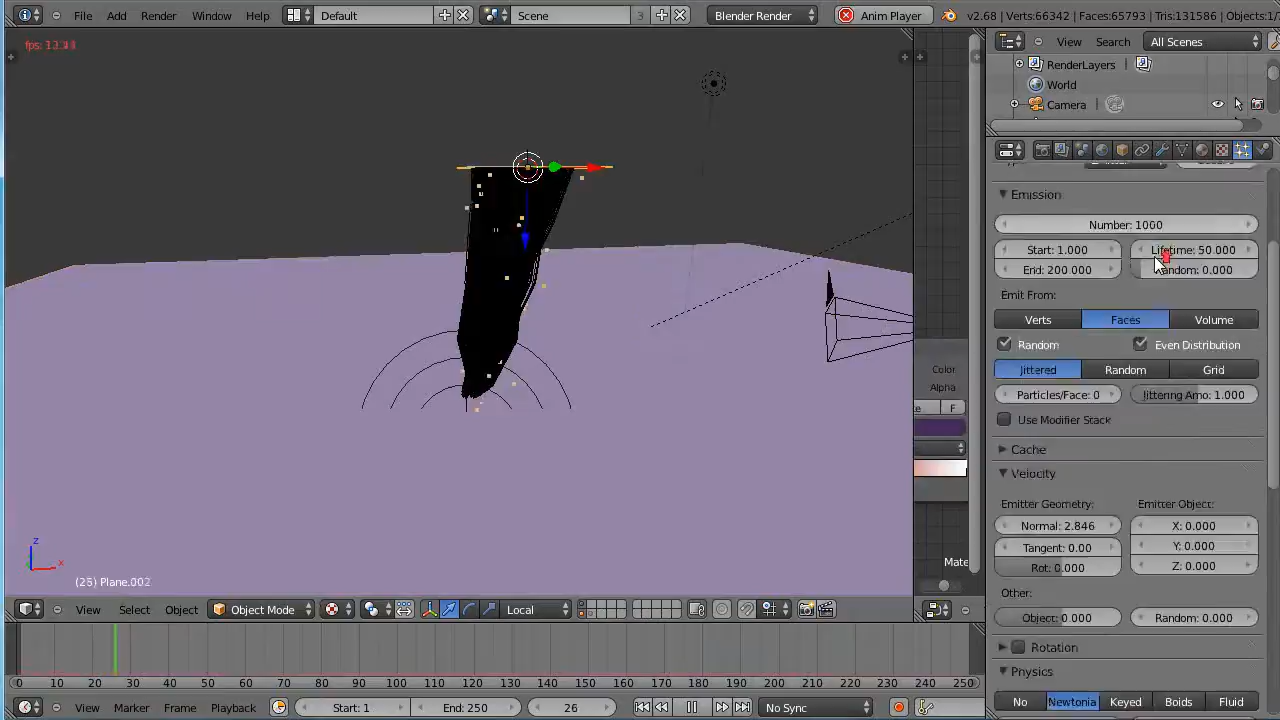 File Add Render Window Help Default Scene 3 Blender Render Anim Player v2.68 | Verts:66342 | Faces:65793 | Tris:131586 | Objects:1/
fps: 
View Search All Scenes
RenderLayers
World
Camera
Emission
Number: 1000
Start: 1.000 Lifetime: 50.000
End: 200.000 Random: 0.000
Emit From:
Verts Faces Volume
Random Even Distribution
Jittered Random Grid
Particles/Face: 0 Jittering Amo: 1.000
Use Modifier Stack
Color
Alpha
F
Cache
Velocity
Emitter Geometry: Emitter Object:
Normal: 2.846 X: 0.000
Tangent: 0.00 Y: 0.000
Rot: 0.000 Z: 0.000
Mate
Other:
Object: 0.000 Random: 0.000
Rotation
Physics
No Newtonia Keyed Boids Fluid
z
x
(26) Plane.002
View Select Object Object Mode Local
0 10 20 30 40 50 60 70 80 90 100 110 120 130 140 150 160 170 180 190 200 210 220 230 240 250
View Marker Frame Playback Start: 1 End: 250 26 No Sync